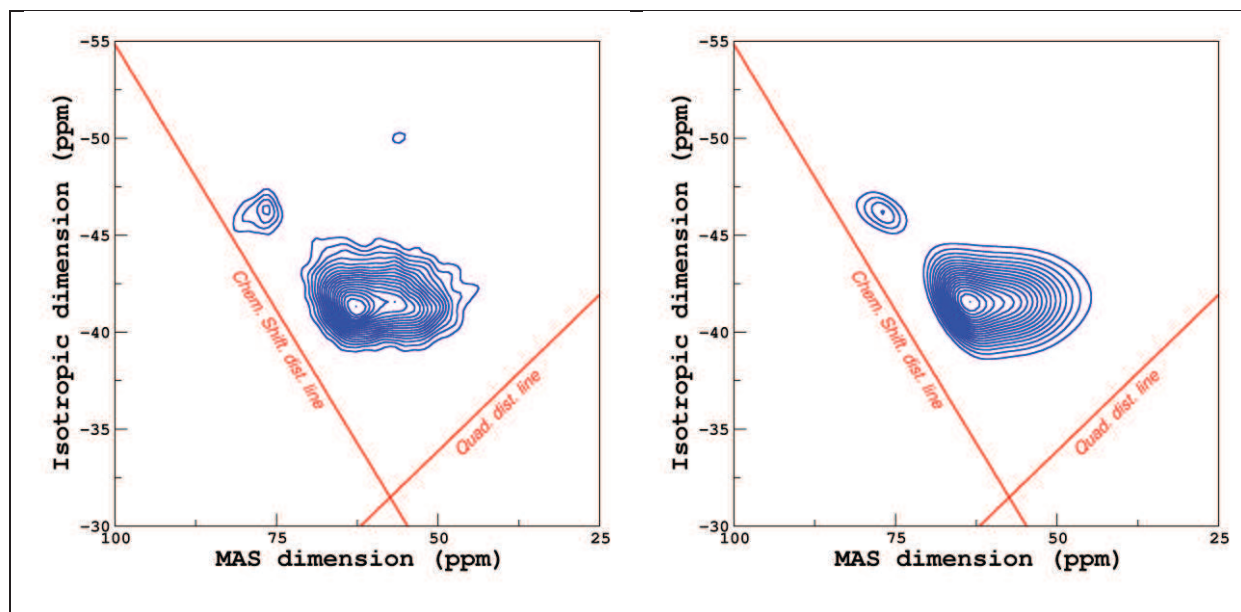 -55
-50
-45
-40
-35
-30
Isotropic dimension (ppm)
100
75
50
25
MAS dimension (ppm)
Chem. Shift. dist. line
Quad. dist. line
-55
-50
-45
-40
-35
-30
Isotropic dimension (ppm)
100
75
50
25
MAS dimension (ppm)
Chem. Shift. dist. line
Quad. dist. line